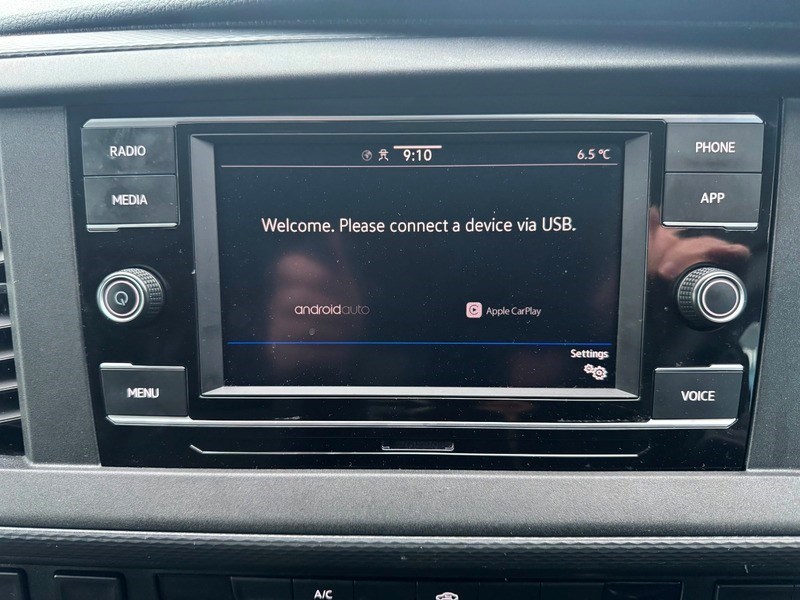 RADIO
MEDIA
MENU
9:10
6.5 °C
Welcome. Please connect a device via USB.
androidauto
Apple CarPlay
Settings
PHONE
APP
VOICE
A/C